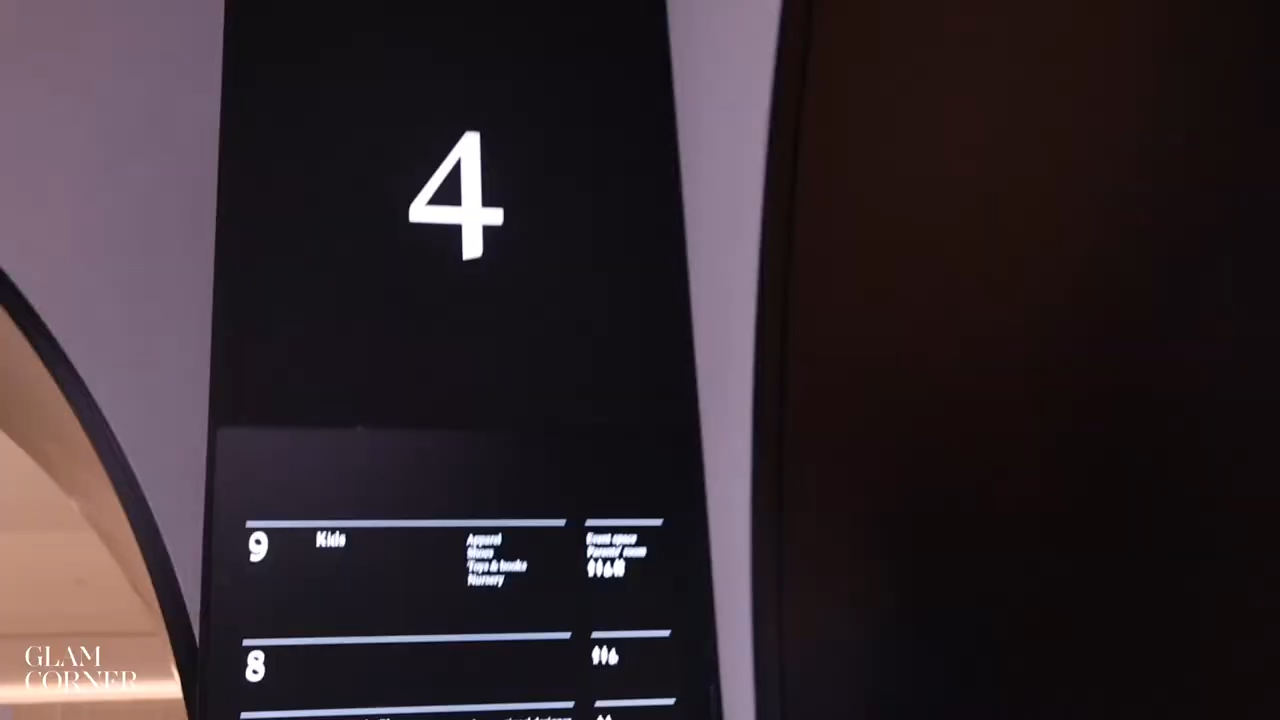 4
9 Kids
Apparel
Shoes
Toys & books
Nursery
Event space
Parents' room
8
GLAM
CORNER